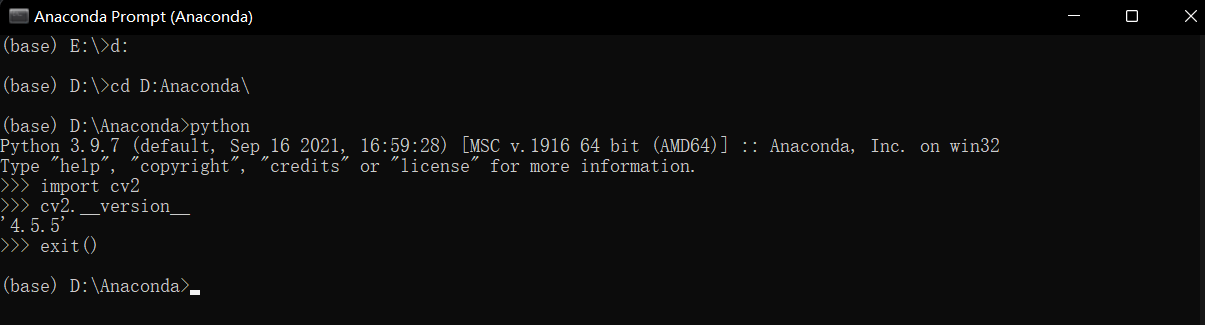 Anaconda Prompt (Anaconda)
(base) E:\>d:
(base) D:\>cd D:Anaconda\
(base) D:\Anaconda>python
Python 3.9.7 (default, Sep 16 2021, 16:59:28) [MSC v.1916 64 bit (AMD64)] :: Anaconda, Inc. on win32
Type "help", "copyright", "credits" or "license" for more information.
>>> import cv2
>>> cv2.__version__
'4.5.5'
>>> exit()
(base) D:\Anaconda>